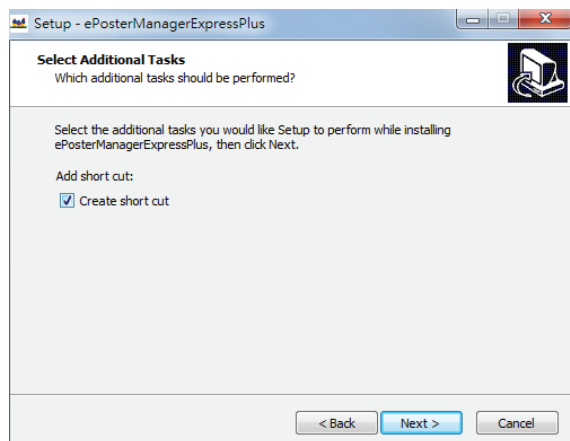 Setup - ePosterManagerExpressPlus
Select Additional Tasks
Which additional tasks should be performed?
Select the additional tasks you would like Setup to perform while installing
ePosterManagerExpressPlus, then click Next.
Add short cut:
Create short cut
< Back Next > Cancel